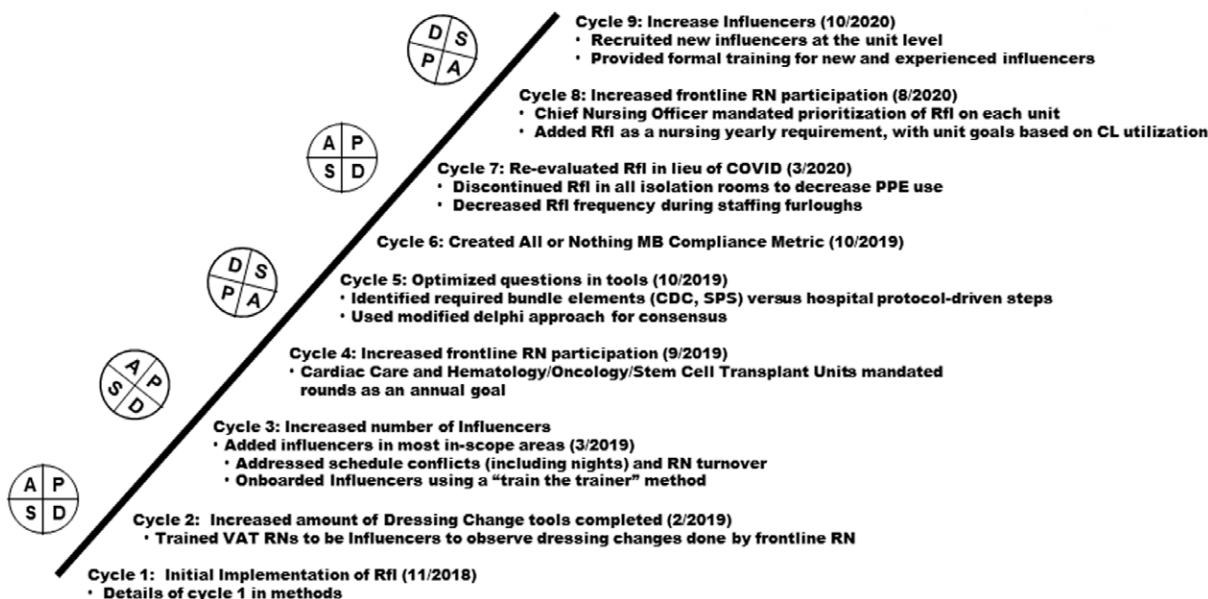 Cycle 9: Increase Influencers (10/2020)
• Recruited new influencers at the unit level
• Provided formal training for new and experienced influencers
D S
P A
Cycle 8: Increased frontline RN participation (8/2020)
• Chief Nursing Officer mandated prioritization of RfI on each unit
• Added RfI as a nursing yearly requirement, with unit goals based on CL utilization
A P
S D
Cycle 7: Re-evaluated RfI in lieu of COVID (3/2020)
• Discontinued RfI in all isolation rooms to decrease PPE use
• Decreased RfI frequency during staffing furloughs
Cycle 6: Created All or Nothing MB Compliance Metric (10/2019)
D S
P A
Cycle 5: Optimized questions in tools (10/2019)
• Identified required bundle elements (CDC, SPS) versus hospital protocol-driven steps
• Used modified delphi approach for consensus
Cycle 4: Increased frontline RN participation (9/2019)
• Cardiac Care and Hematology/Oncology/Stem Cell Transplant Units mandated
rounds as an annual goal
A P
S D
Cycle 3: Increased number of Influencers
• Added influencers in most in-scope areas (3/2019)
• Addressed schedule conflicts (including nights) and RN turnover
• Onboarded Influencers using a “train the trainer” method
A P
S D
Cycle 2: Increased amount of Dressing Change tools completed (2/2019)
• Trained VAT RNs to be Influencers to observe dressing changes done by frontline RN
Cycle 1: Initial Implementation of RfI (11/2018)
• Details of cycle 1 in methods